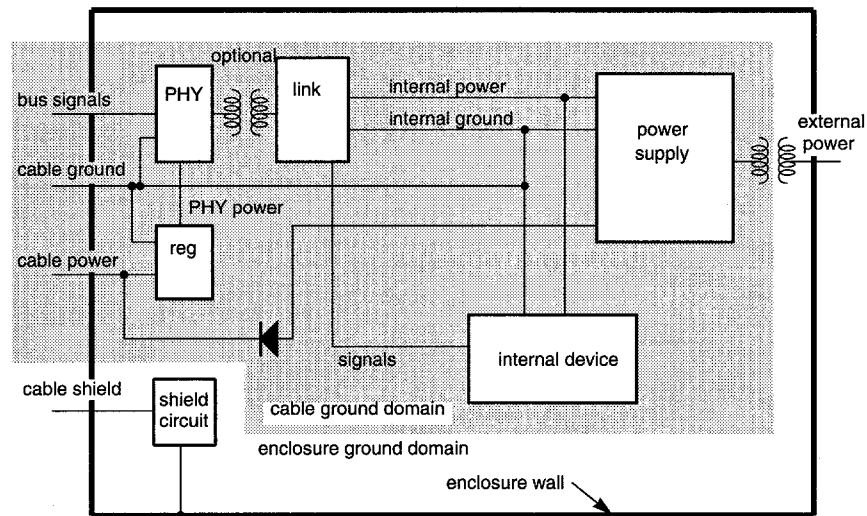 optional
PHY
link
internal power
bus signals
internal ground
power
supply
external
power
cable ground
PHY power
reg
cable power
signals
internal device
cable shield
shield
circuit
cable ground domain
enclosure ground domain
enclosure wall